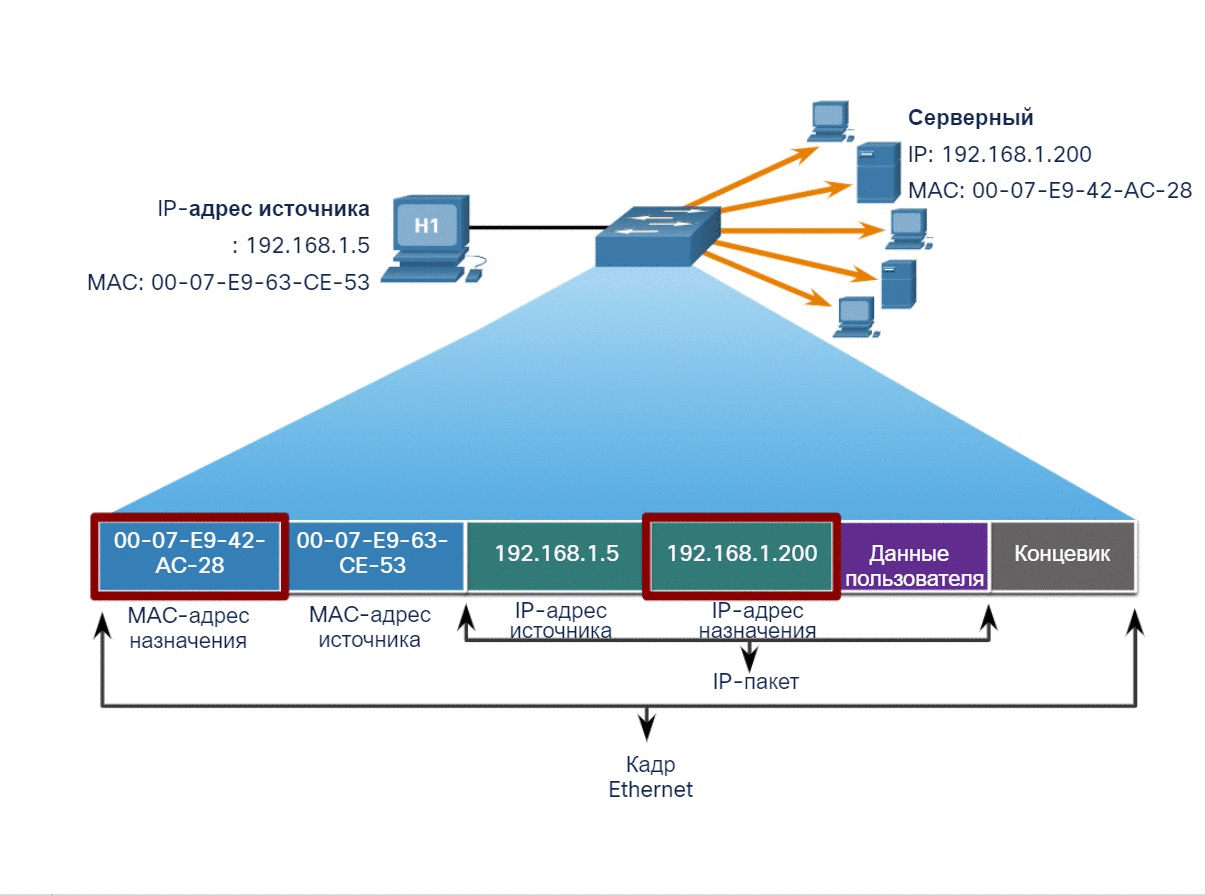 Серверный
IP: 192.168.1.200
MAC: 00-07-E9-42-AC-28
IP-адрес источника
: 192.168.1.5
MAC: 00-07-E9-63-CE-53
H1
00-07-E9-42-
AC-28
00-07-E9-63-
CE-53
192.168.1.5
192.168.1.200
Данные
пользователя
Концевик
MAC-адрес
назначения
MAC-адрес
источника
IP-адрес
источника
IP-адрес
назначения
IP-пакет
Кадр
Ethernet